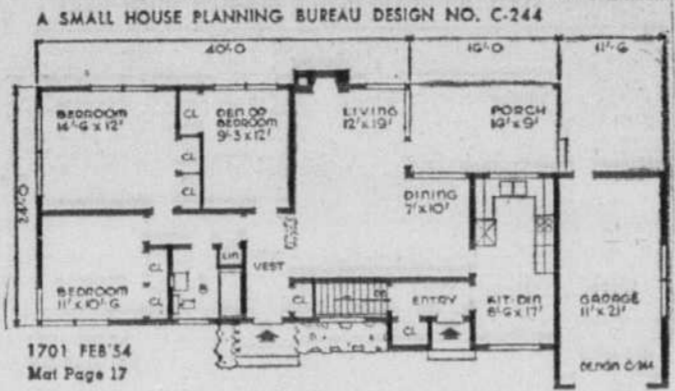 A SMALL HOUSE PLANNING BUREAU DESIGN NO. C-244
40'-0
16'-0
11'-6
24'-0
BEDROOM
14'-6 x 12'
CL
DEN OR
BEDROOM
9'-3 x 12'
LIVING
12' x 19'
PORCH
CL
CL
DINING
7' x 10'
LIN
VEST
CL
BEDROOM
11' x 10'-6
CL
B
CL
ENTRY
CL
KIT-DIN
8'-6 x 17'
GARAGE
11' x 21'
DESIGN C-244
1701 FEB'54
Mat Page 17